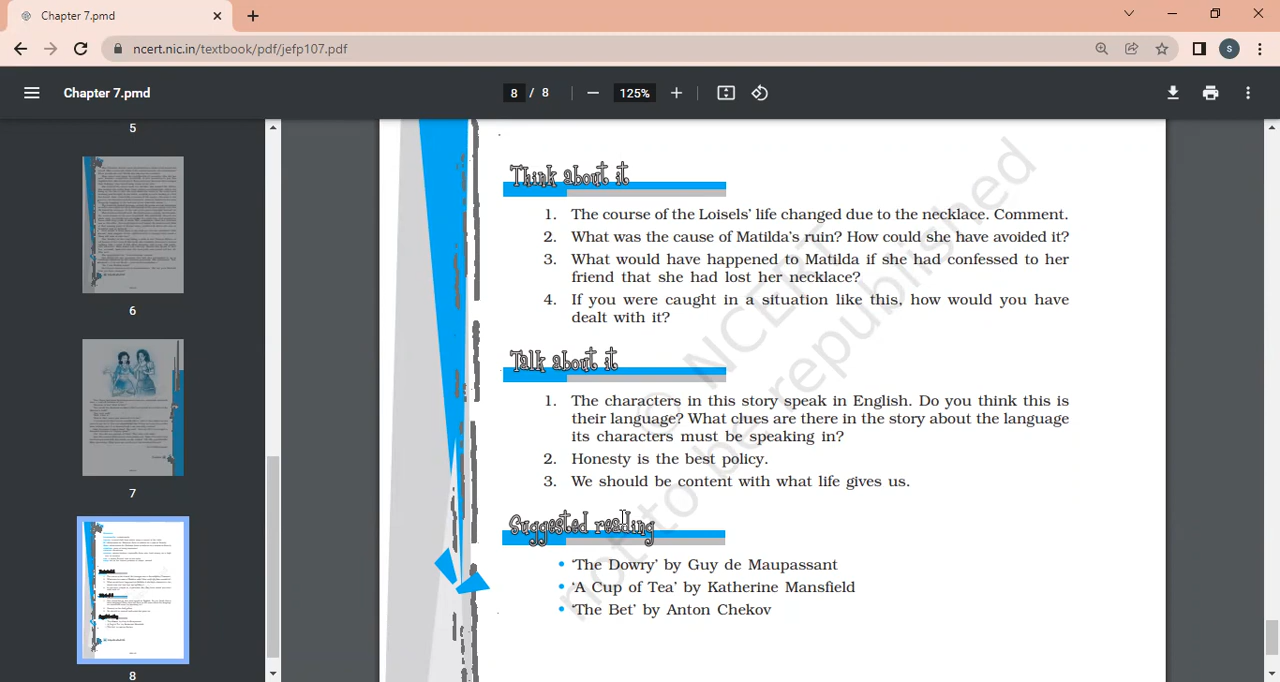 Chapter 7.pmd
ncert.nic.in/textbook/pdf/jefp107.pdf
S
Chapter 7.pmd
8 / 8
125%
5
6
7
8
Think about it
1. The course of the Loisels' life changed due to the necklace. Comment.
2. What was the cause of Matilda's ruin? How could she have avoided it?
3. What would have happened to Matilda if she had confessed to her
friend that she had lost her necklace?
4. If you were caught in a situation like this, how would you have
dealt with it?
Talk about it
1. The characters in this story speak in English. Do you think this is
their language? What clues are there in the story about the language
its characters must be speaking in?
2. Honesty is the best policy.
3. We should be content with what life gives us.
Suggested reading
• 'The Dowry' by Guy de Maupassant
• 'A Cup of Tea' by Katherine Mansfield
• 'The Bet' by Anton Chekov
NCERT
to be republished